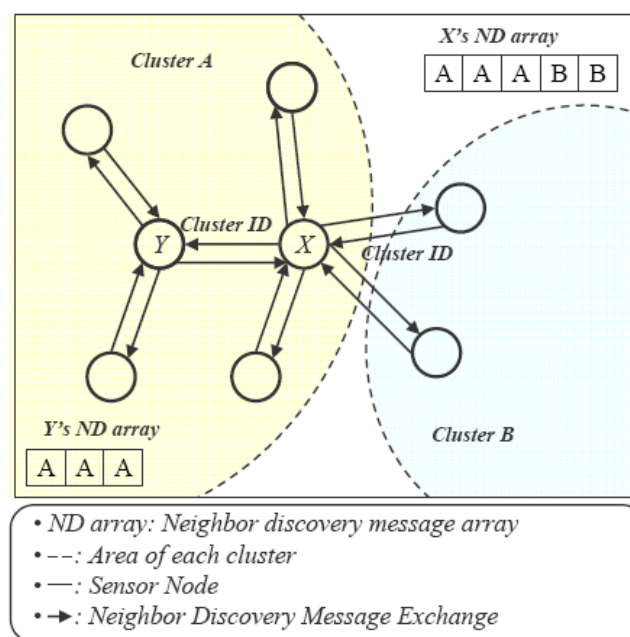 Cluster A
X's ND array
A A A B B
Cluster ID
Y
X
Cluster ID
Y's ND array
A A A
Cluster B
• ND array: Neighbor discovery message array
• --: Area of each cluster
• —: Sensor Node
• →: Neighbor Discovery Message Exchange